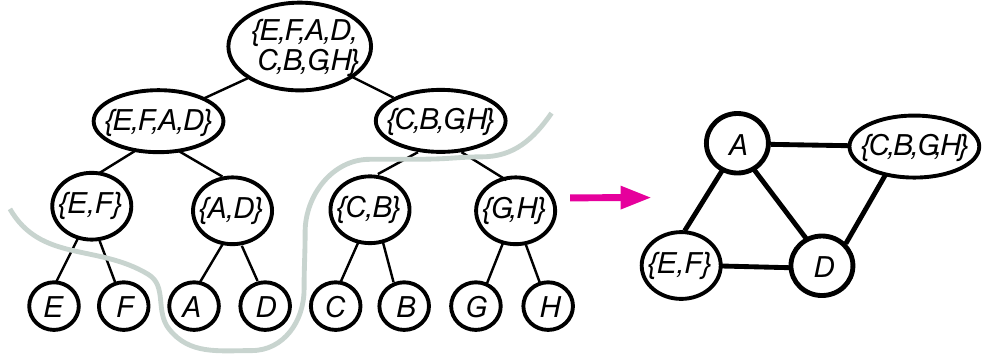 {E,F,A,D,
C,B,G,H}
{E,F,A,D}
{C,B,G,H}
{E,F}
{A,D}
{C,B}
{G,H}
E
F
A
D
C
B
G
H
A
{C,B,G,H}
{E,F}
D